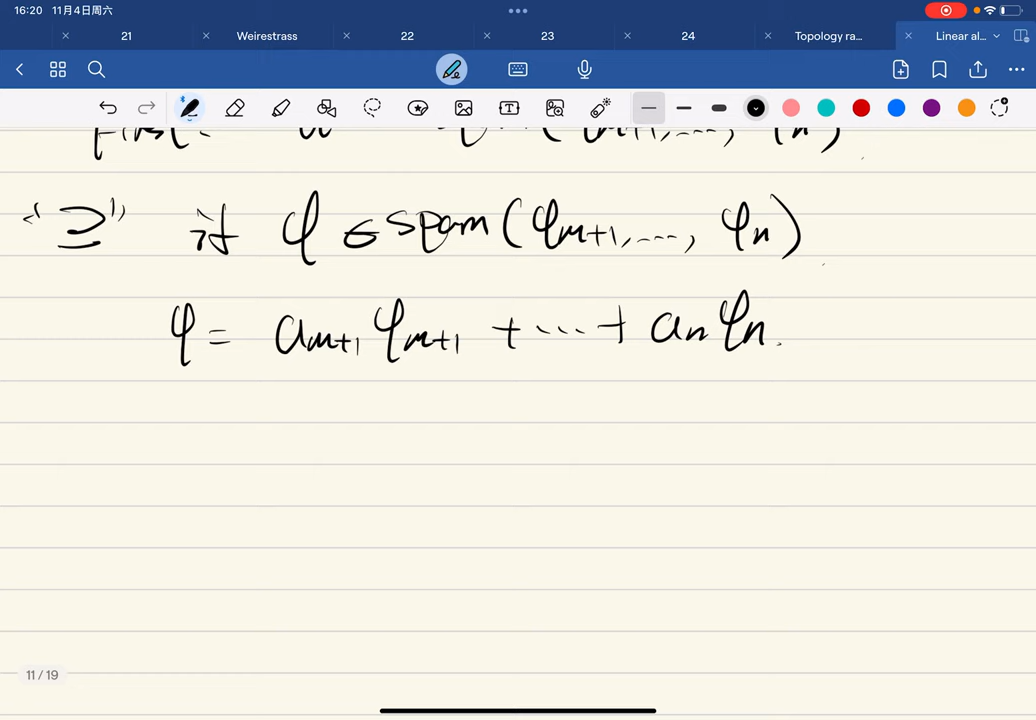 16:20 11月4日周六
21 Weirestrass 22 23 24 Topology ra... Linear al...
First:
"⊇" if φ ∈ span(φm+1,...., φn)
φ = am+1 φm+1 + ··· + an φn.
11 / 19